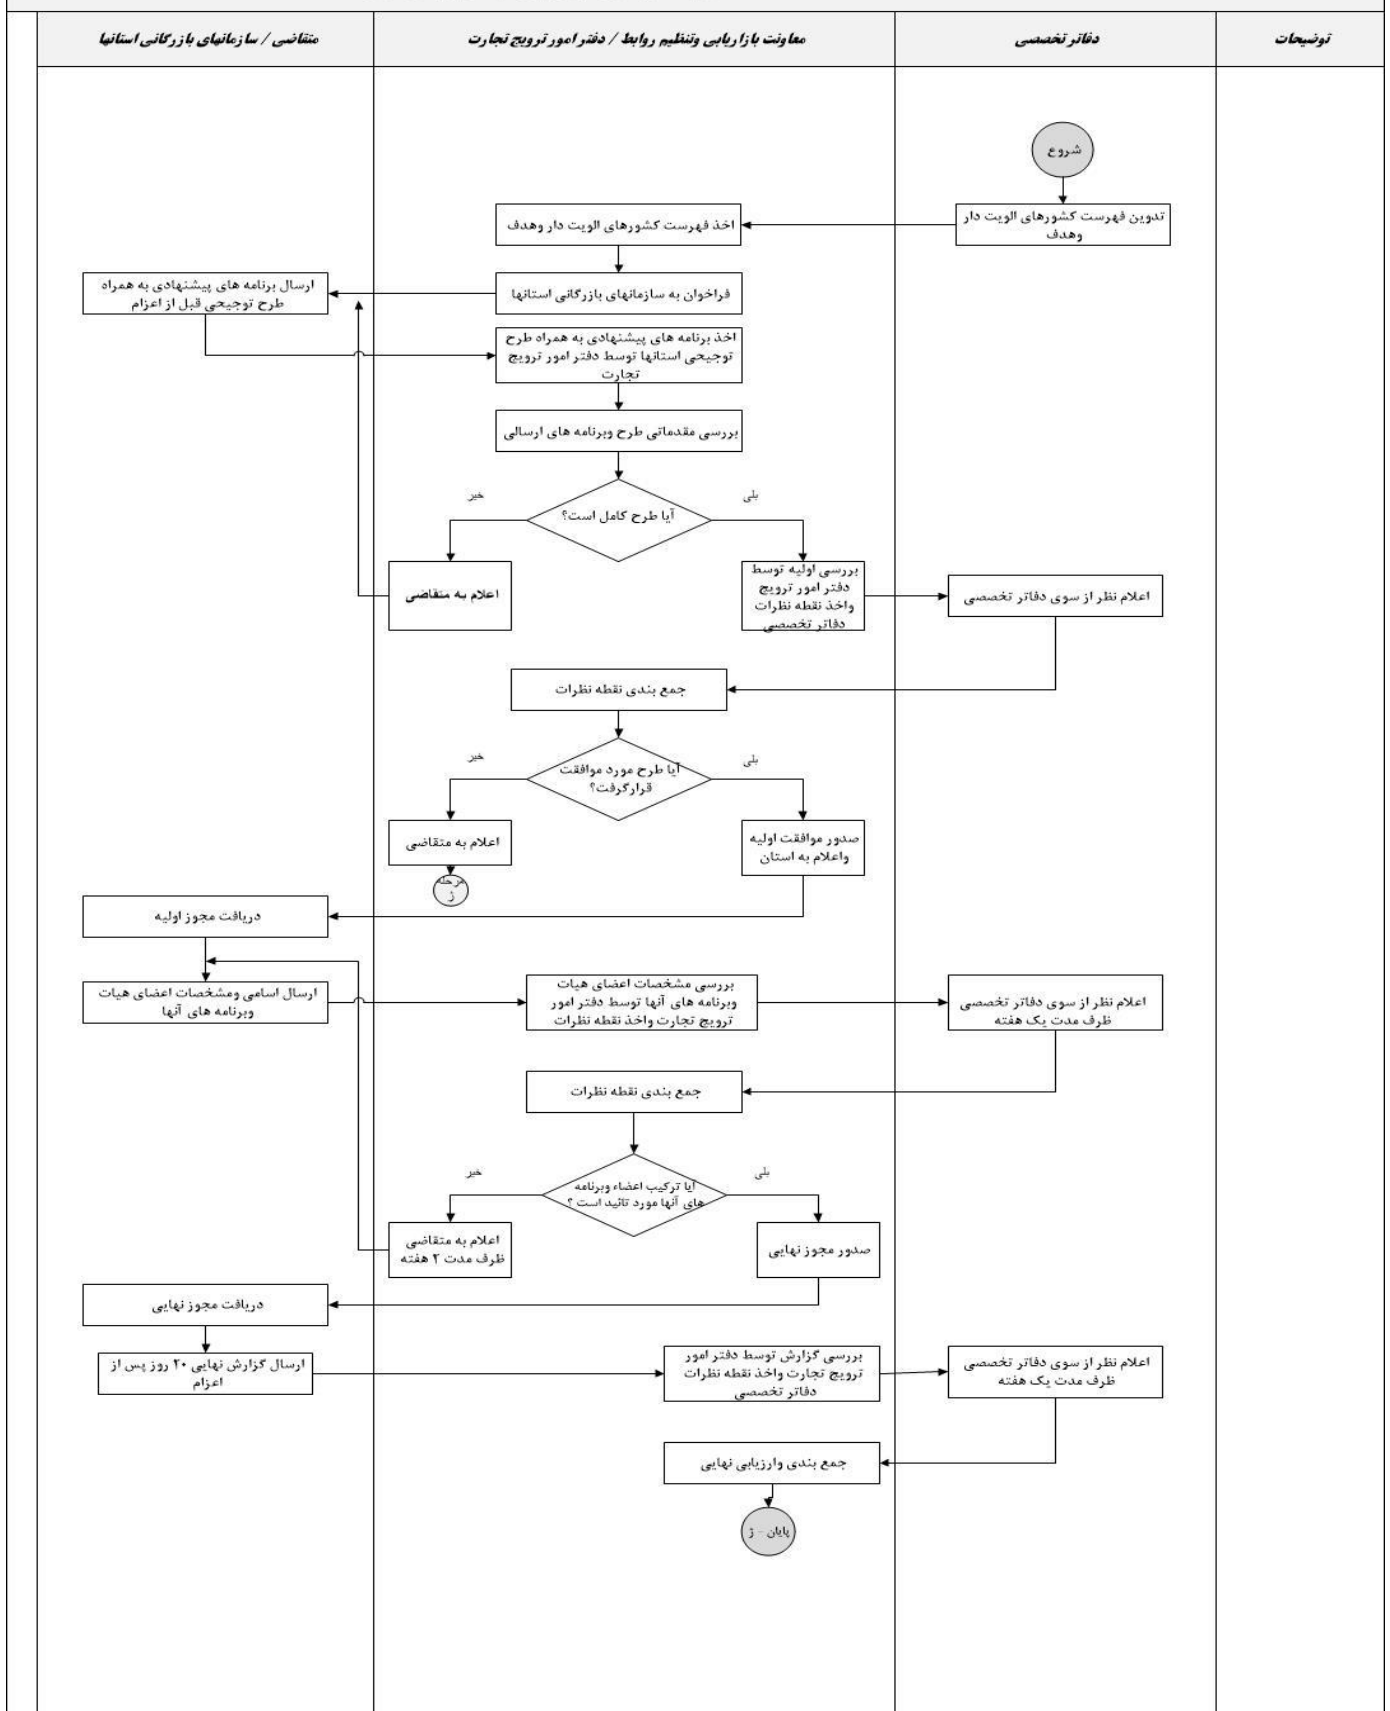 توضیحات
دفاتر تخصصی
معاونت بازاریابی وتنظیم روابط / دفتر امور ترویج تجارت
متقاضی / سازمانهای بازرگانی استانها
شروع
تدوین فهرست کشورهای الویت دار
وهدف
اخذ فهرست کشورهای الویت دار وهدف
فراخوان به سازمانهای بازرگانی استانها
ارسال برنامه های پیشنهادی به همراه
طرح توجیحی قبل از اعزام
اخذ برنامه های پیشنهادی به همراه طرح
توجیحی استانها توسط دفتر امور ترویج
تجارت
بررسی مقدماتی طرح وبرنامه های ارسالی
آیا طرح کامل است؟
بلی
خیر
بررسی اولیه توسط
دفتر امور ترویج
واخذ نقطه نظرات
دفاتر تخصصی
اعلام به متقاضی
اعلام نظر از سوی دفاتر تخصصی
جمع بندی نقطه نظرات
آیا طرح مورد موافقت
قرارگرفت؟
بلی
خیر
صدور موافقت اولیه
واعلام به استان
اعلام به متقاضی
مرحله
ژ
دریافت مجوز اولیه
ارسال اسامی ومشخصات اعضای هیات
وبرنامه های آنها
بررسی مشخصات اعضای هیات
وبرنامه های آنها توسط دفتر امور
ترویج تجارت واخذ نقطه نظرات
اعلام نظر از سوی دفاتر تخصصی
ظرف مدت یک هفته
جمع بندی نقطه نظرات
آیا ترکیب اعضاء وبرنامه
های آنها مورد تائید است ؟
بلی
خیر
صدور مجوز نهایی
اعلام به متقاضی
ظرف مدت ۲ هفته
دریافت مجوز نهایی
ارسال گزارش نهایی ۲۰ روز پس از
اعزام
بررسی گزارش توسط دفتر امور
ترویج تجارت واخذ نقطه نظرات
دفاتر تخصصی
اعلام نظر از سوی دفاتر تخصصی
ظرف مدت یک هفته
جمع بندی وارزیابی نهایی
پایان - ژ